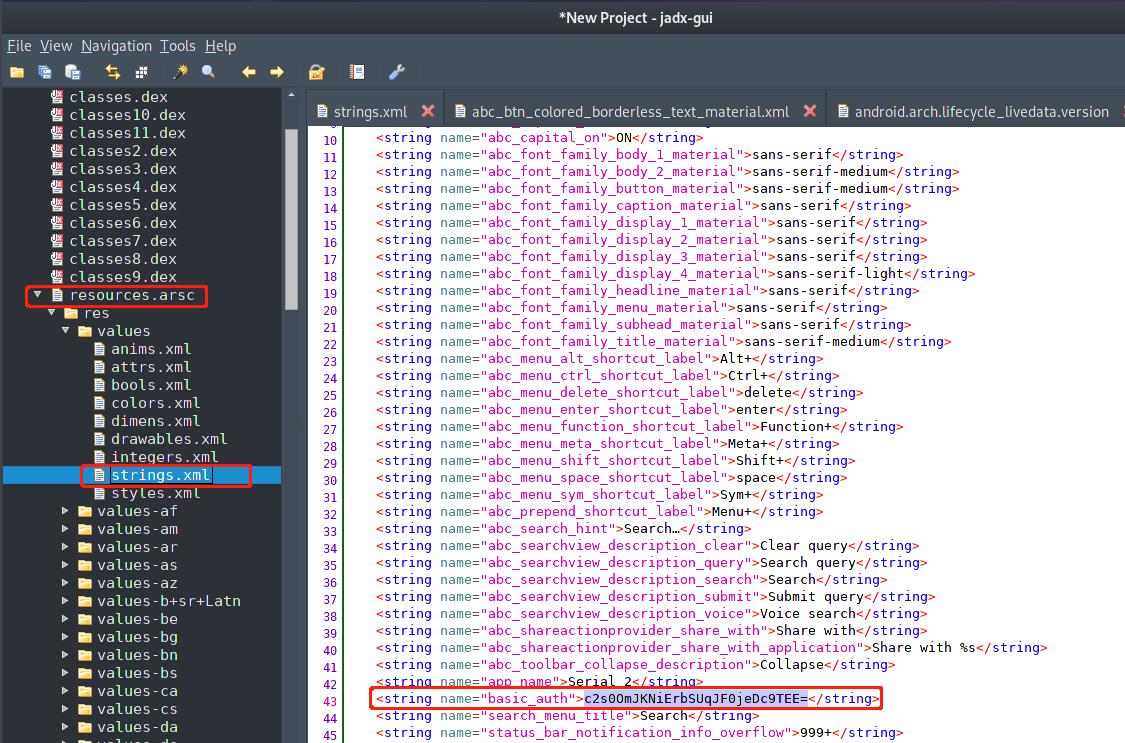 *New Project - jadx-gui
File View Navigation Tools Help
classes.dex
classes10.dex
classes11.dex
classes2.dex
classes3.dex
classes4.dex
classes5.dex
classes6.dex
classes7.dex
classes8.dex
classes9.dex
resources.arsc
res
values
anims.xml
attrs.xml
bools.xml
colors.xml
dimens.xml
drawables.xml
integers.xml
strings.xml
styles.xml
values-af
values-am
values-ar
values-as
values-az
values-b+sr+Latn
values-be
values-bg
values-bn
values-bs
values-ca
values-cs
values-da
strings.xml abc_btn_colored_borderless_text_material.xml android.arch.lifecycle_livedata.version
10 <string name="abc_capital_on">ON</string>
11 <string name="abc_font_family_body_1_material">sans-serif</string>
12 <string name="abc_font_family_body_2_material">sans-serif-medium</string>
13 <string name="abc_font_family_button_material">sans-serif-medium</string>
14 <string name="abc_font_family_caption_material">sans-serif</string>
15 <string name="abc_font_family_display_1_material">sans-serif</string>
16 <string name="abc_font_family_display_2_material">sans-serif</string>
17 <string name="abc_font_family_display_3_material">sans-serif</string>
18 <string name="abc_font_family_display_4_material">sans-serif-light</string>
19 <string name="abc_font_family_headline_material">sans-serif</string>
20 <string name="abc_font_family_menu_material">sans-serif</string>
21 <string name="abc_font_family_subhead_material">sans-serif</string>
22 <string name="abc_font_family_title_material">sans-serif-medium</string>
23 <string name="abc_menu_alt_shortcut_label">Alt+</string>
24 <string name="abc_menu_ctrl_shortcut_label">Ctrl+</string>
25 <string name="abc_menu_delete_shortcut_label">delete</string>
26 <string name="abc_menu_enter_shortcut_label">enter</string>
27 <string name="abc_menu_function_shortcut_label">Function+</string>
28 <string name="abc_menu_meta_shortcut_label">Meta+</string>
29 <string name="abc_menu_shift_shortcut_label">Shift+</string>
30 <string name="abc_menu_space_shortcut_label">space</string>
31 <string name="abc_menu_sym_shortcut_label">Sym+</string>
32 <string name="abc_prepend_shortcut_label">Menu+</string>
33 <string name="abc_search_hint">Search…</string>
34 <string name="abc_searchview_description_clear">Clear query</string>
35 <string name="abc_searchview_description_query">Search query</string>
36 <string name="abc_searchview_description_search">Search</string>
37 <string name="abc_searchview_description_submit">Submit query</string>
38 <string name="abc_searchview_description_voice">Voice search</string>
39 <string name="abc_shareactionprovider_share_with">Share with</string>
40 <string name="abc_shareactionprovider_share_with_application">Share with %s</string>
41 <string name="abc_toolbar_collapse_description">Collapse</string>
42 <string name="app_name">Serial 2</string>
43 <string name="basic_auth">c2s0OmJKNiErbSUqJF0jeDc9TEE=</string>
44 <string name="search_menu_title">Search</string>
45 <string name="status_bar_notification_info_overflow">999+</string>